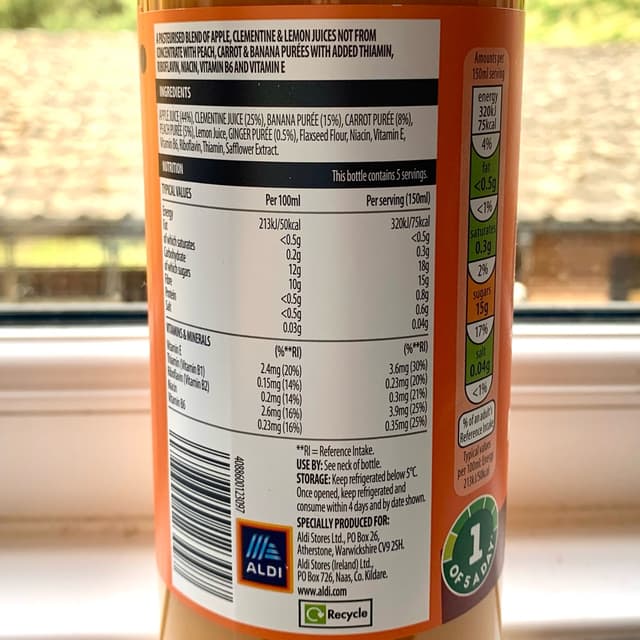 A PASTEURISED BLEND OF APPLE, CLEMENTINE & LEMON JUICES NOT FROM
CONCENTRATE WITH PEACH, CARROT & BANANA PURÉES WITH ADDED THIAMIN,
RIBOFLAVIN, NIACIN, VITAMIN B6 AND VITAMIN E
INGREDIENTS
APPLE JUICE (44%), CLEMENTINE JUICE (25%), BANANA PURÉE (15%), CARROT PURÉE (8%),
PEACH PURÉE (5%), Lemon Juice, GINGER PURÉE (0.5%), Flaxseed Flour, Niacin, Vitamin E,
Vitamin B6, Riboflavin, Thiamin, Safflower Extract.
NUTRITION This bottle contains 5 servings.
TYPICAL VALUES Per 100ml Per serving (150ml)
Energy 213kJ/50kcal 320kJ/75kcal
Fat <0.5g <0.5g
of which saturates 0.2g 0.3g
Carbohydrate 12g 18g
of which sugars 10g 15g
Fibre <0.5g 0.8g
Protein <0.5g 0.6g
Salt 0.03g 0.04g
VITAMINS & MINERALS (%**RI) (%**RI)
Vitamin E 2.4mg (20%) 3.6mg (30%)
Thiamin (Vitamin B1) 0.15mg (14%) 0.23mg (20%)
Riboflavin (Vitamin B2) 0.2mg (14%) 0.3mg (21%)
Niacin 2.6mg (16%) 3.9mg (25%)
Vitamin B6 0.23mg (16%) 0.35mg (25%)
**RI = Reference Intake.
USE BY: See neck of bottle.
STORAGE: Keep refrigerated below 5°C.
Once opened, keep refrigerated and
consume within 4 days and by date shown.
SPECIALLY PRODUCED FOR:
Aldi Stores Ltd., PO Box 26,
Atherstone, Warwickshire CV9 2SH.
Aldi Stores (Ireland) Ltd.,
PO Box 726, Naas, Co. Kildare.
www.aldi.com
Recycle
ALDI
4088600123097
Amounts per
150ml serving
energy
320kJ
75kcal
4%
fat
<0.5g
<1%
saturates
0.3g
2%
sugars
15g
17%
salt
0.04g
<1%
% of an adult's
Reference Intake
Typical values
per 100ml: Energy
213kJ/50kcal
1
OF 5 A DAY